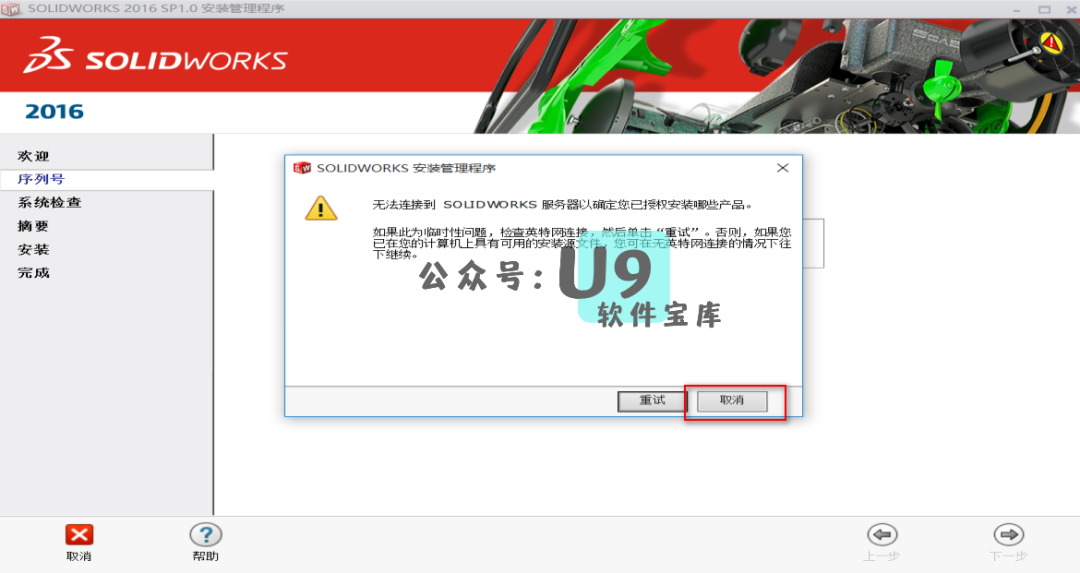 SOLIDWORKS 2016 SP1.0 安装管理程序
SOLIDWORKS
2016
欢迎
序列号
系统检查
摘要
安装
完成
SOLIDWORKS 安装管理程序
无法连接到 SOLIDWORKS 服务器以确定您已授权安装哪些产品。
如果此为临时性问题，检查英特网连接，然后单击“重试”。否则，如果您
已在您的计算机上具有可用的安装源文件，您可在无英特网连接的情况下往
下继续。
公众号：U9
软件宝库
重试
取消
取消
帮助
上一步
下一步